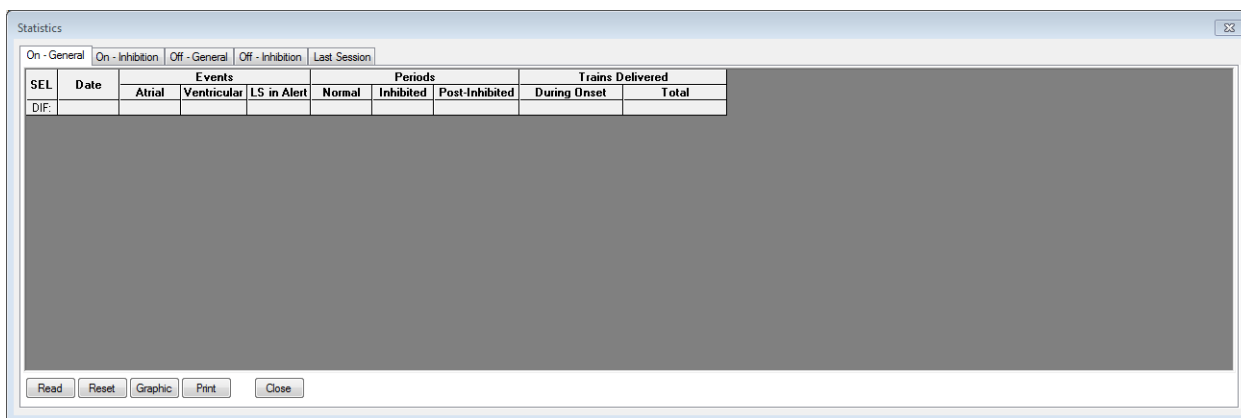 Statistics
On - General On - Inhibition Off - General Off - Inhibition Last Session
SEL Date Events Periods Trains Delivered
Atrial Ventricular LS in Alert Normal Inhibited Post-Inhibited During Onset Total
DIF:
Read Reset Graphic Print Close